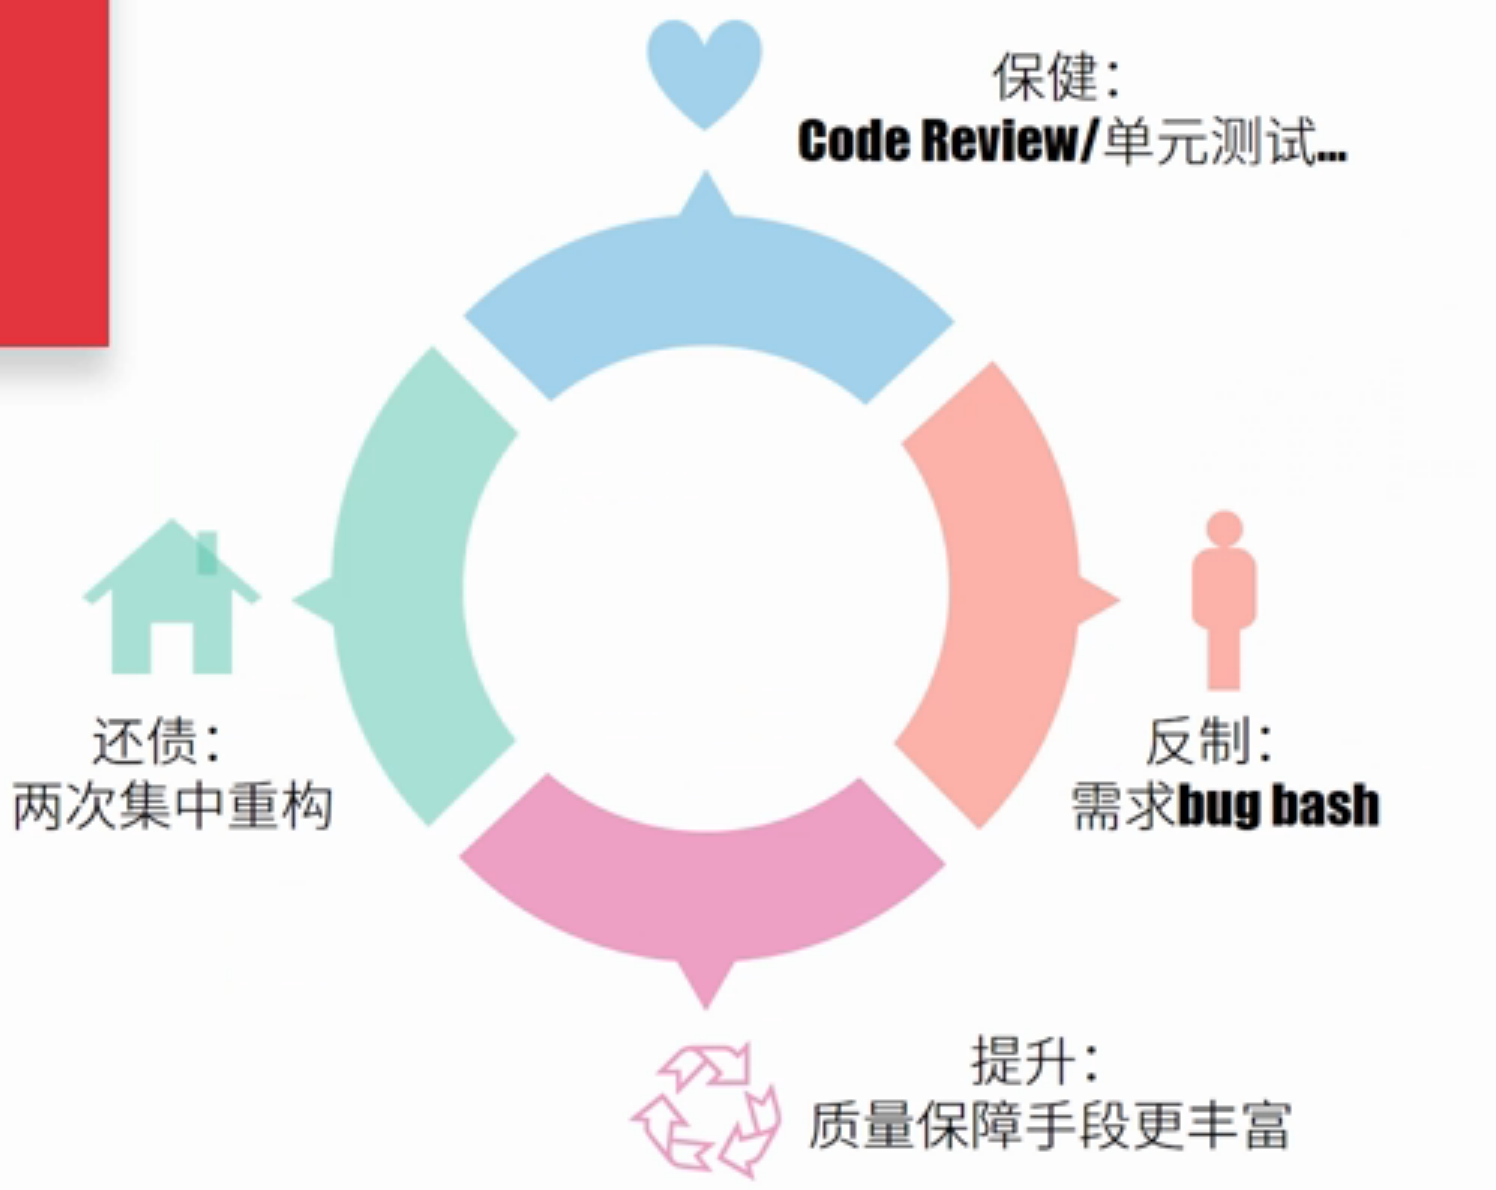 保健：
Code Review/单元测试...
还债：
两次集中重构
反制：
需求bug bash
提升：
质量保障手段更丰富